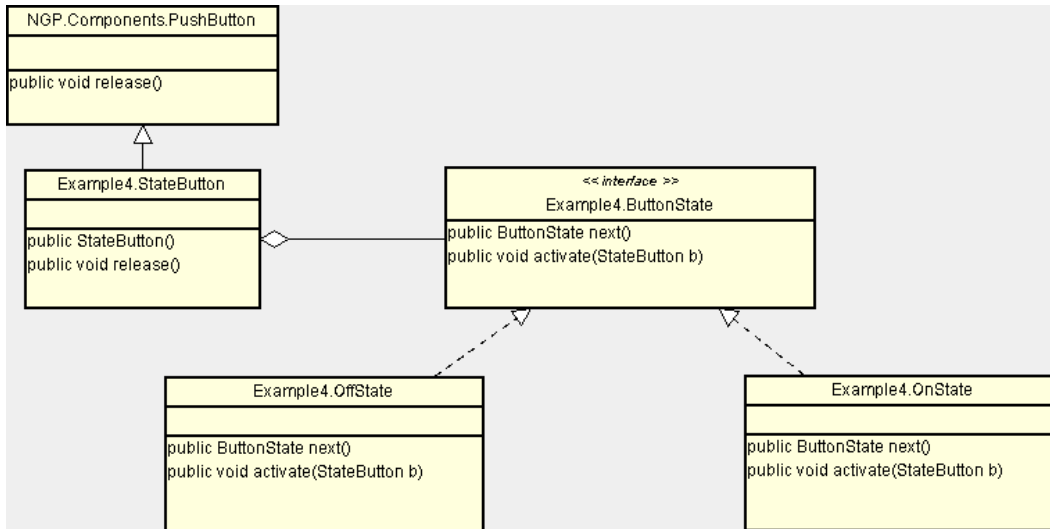 NGP.Components.PushButton
public void release()
Example4.StateButton
public StateButton()
public void release()
<< interface >>
Example4.ButtonState
public ButtonState next()
public void activate(StateButton b)
Example4.OffState
public ButtonState next()
public void activate(StateButton b)
Example4.OnState
public ButtonState next()
public void activate(StateButton b)